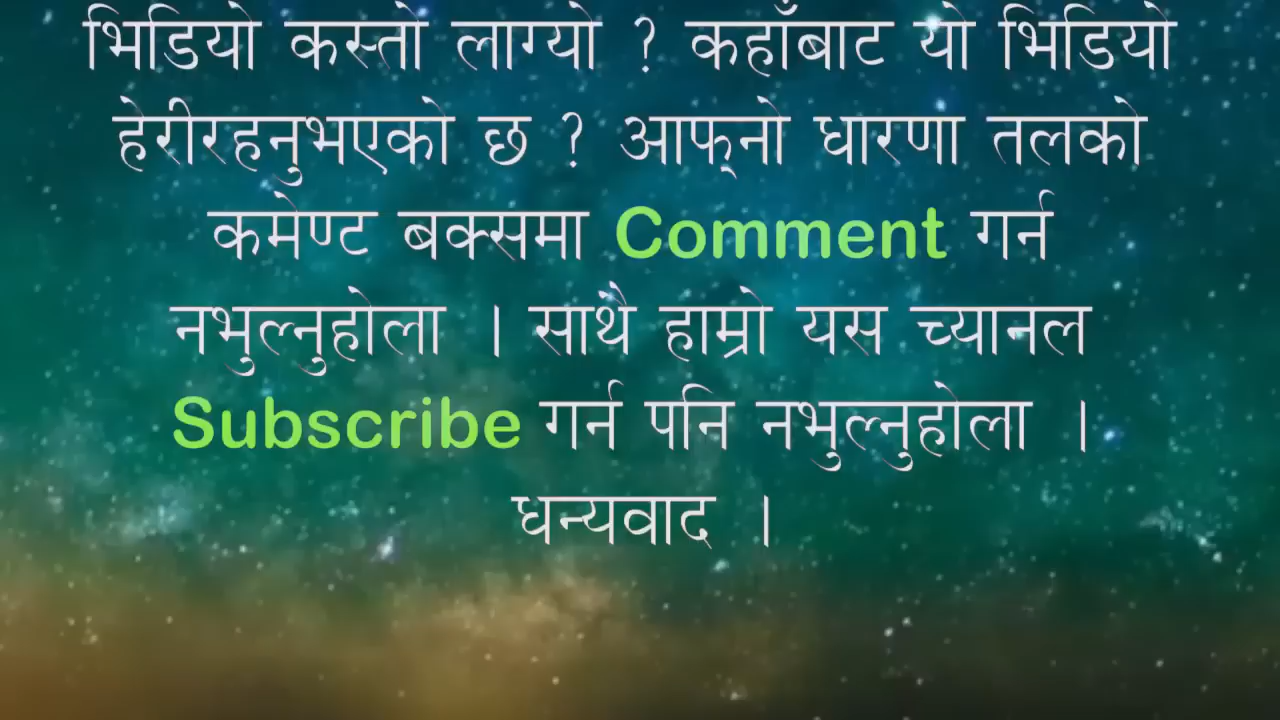 भिडियो कस्तो लाग्यो ? कहाँबाट यो भिडियो
हेरीरहनुभएको छ ? आफ्नो धारणा तलको
कमेण्ट बक्समा Comment गर्न
नभुल्नुहोला । साथै हाम्रो यस च्यानल
Subscribe गर्न पनि नभुल्नुहोला ।
धन्यवाद ।